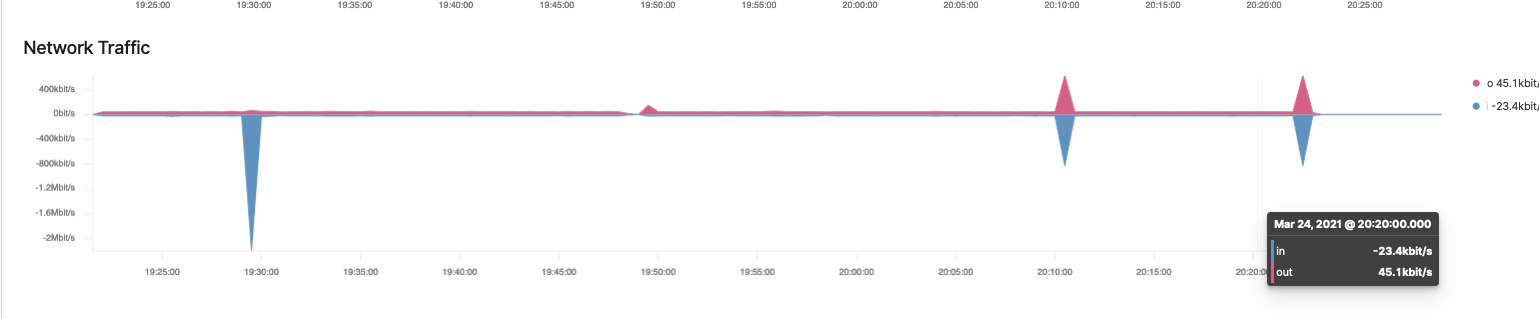 19:25:00 19:30:00 19:35:00 19:40:00 19:45:00 19:50:00 19:55:00 20:00:00 20:05:00 20:10:00 20:15:00 20:20:00 20:25:00
Network Traffic
400kbit/s
0bit/s
-400kbit/s
-800kbit/s
-1.2Mbit/s
-1.6Mbit/s
-2Mbit/s
19:25:00 19:30:00 19:35:00 19:40:00 19:45:00 19:50:00 19:55:00 20:00:00 20:05:00 20:10:00 20:15:00 20:20:0
o 45.1kbit/
i -23.4kbit/
Mar 24, 2021 @ 20:20:00.000
in -23.4kbit/s
out 45.1kbit/s